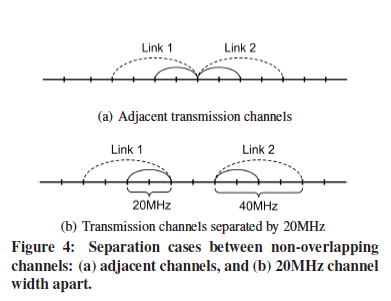 Link 1 Link 2
(a) Adjacent transmission channels
Link 1 Link 2
20MHz 40MHz
(b) Transmission channels separated by 20MHz
Figure 4: Separation cases between non-overlapping
channels: (a) adjacent channels, and (b) 20MHz channel
width apart.